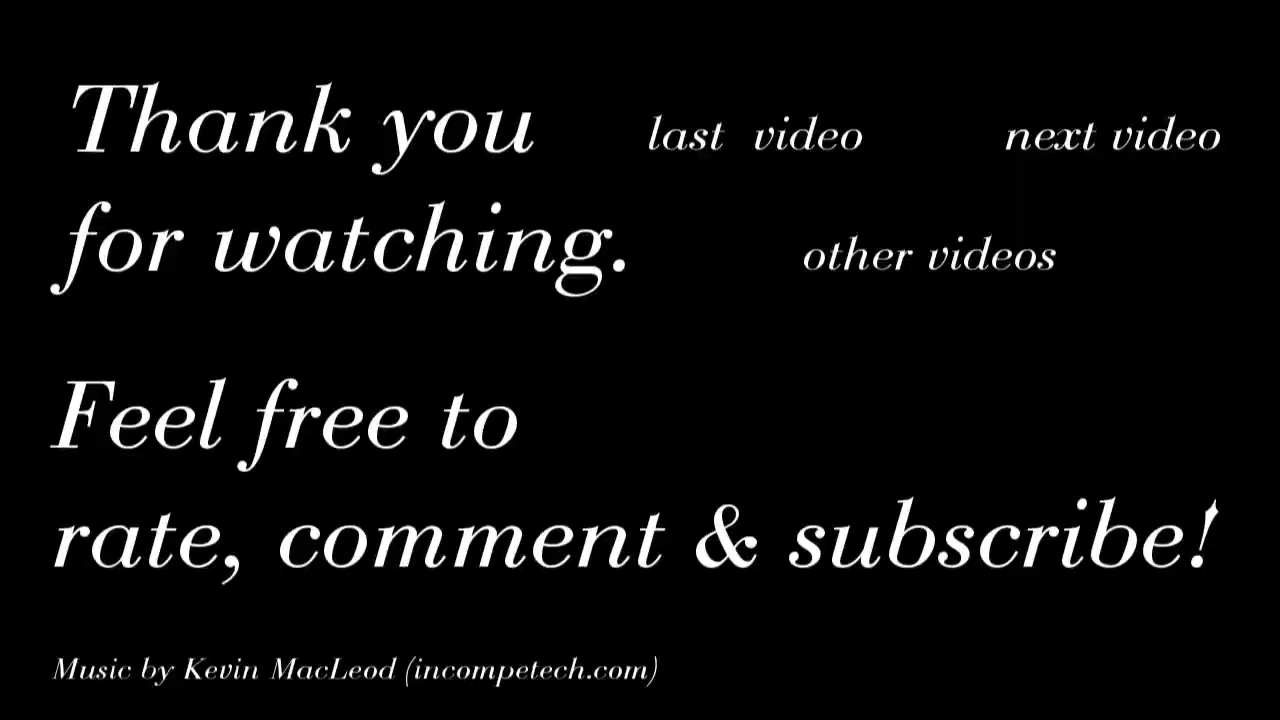 Thank you
for watching.
last video
next video
other videos
Feel free to
rate, comment & subscribe!
Music by Kevin MacLeod (incompetech.com)